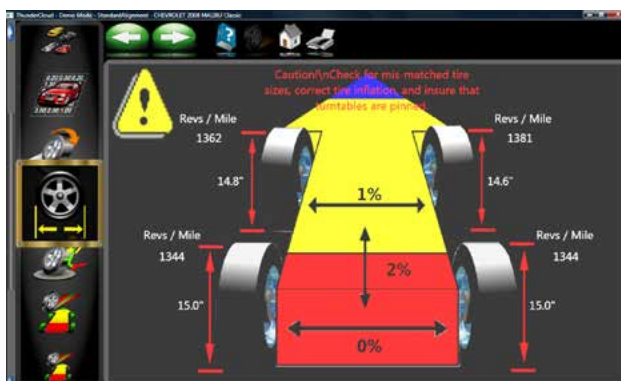 ThunderCloud - Demo Mode - StandardAlignment - CHEVROLET 2008 MALIBU Classic
Caution!\nCheck for mis-matched tire
sizes, correct tire inflation, and insure that
turntables are pinned.
Revs / Mile
1362
Revs / Mile
1381
14.8"
14.6"
1%
Revs / Mile
1344
Revs / Mile
1344
2%
15.0"
15.0"
0%